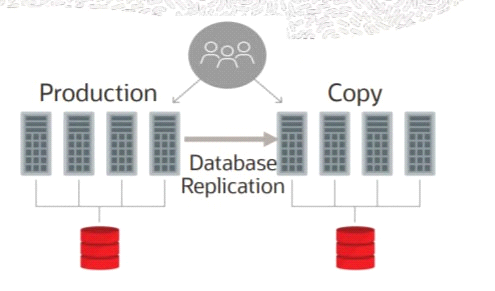 Production
Copy
Database
Replication